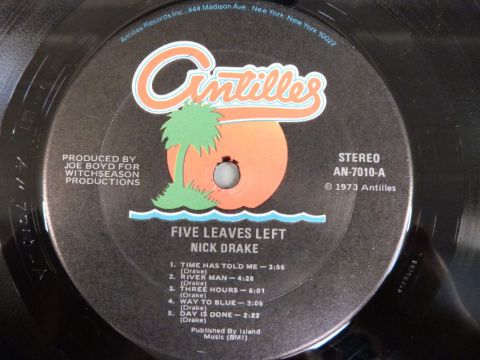 Antilles Records Inc. 444 Madison Ave., New York, New York 10022
Antilles
PRODUCED BY
JOE BOYD FOR
WITCHSEASON
PRODUCTIONS
STEREO
AN-7010-A
℗ 1973 Antilles
FIVE LEAVES LEFT
NICK DRAKE
1. TIME HAS TOLD ME — 3:56
(Drake)
2. RIVER MAN — 4:28
(Drake)
3. THREE HOURS — 6:01
(Drake)
4. WAY TO BLUE — 3:05
(Drake)
5. DAY IS DONE — 2:22
(Drake)
Published By Island
Music (BMI)